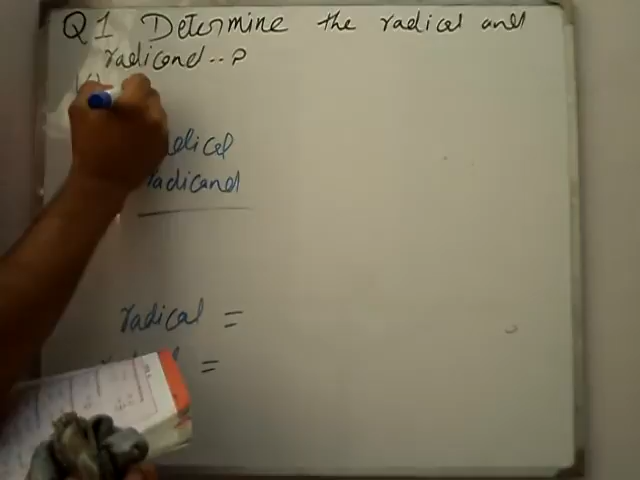 Q1 Determine the radical and
radicand..?
radical
radicand
radical =
=